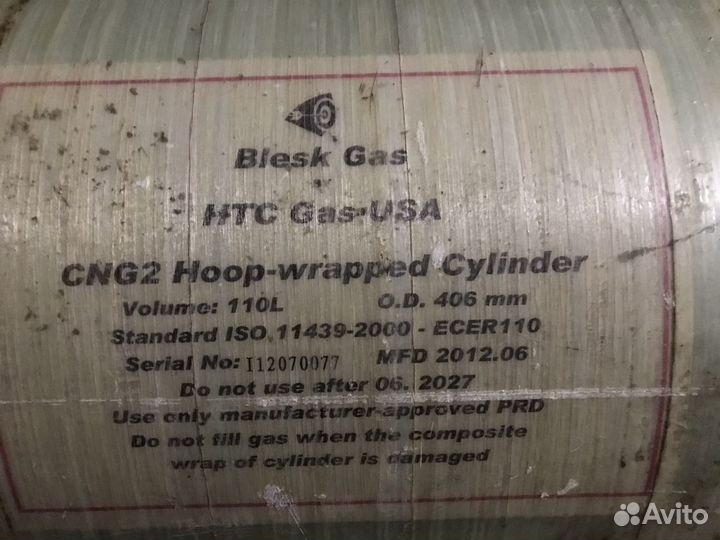 Blesk Gas
HTC Gas-USA
CNG2 Hoop-wrapped Cylinder
Volume: 110L O.D. 406 mm
Standard ISO 11439-2000 - ECER110
Serial No: I12070077 MFD 2012.06
Do not use after 06. 2027
Use only manufacturer-approved PRD
Do not fill gas when the composite
wrap of cylinder is damaged
Avito